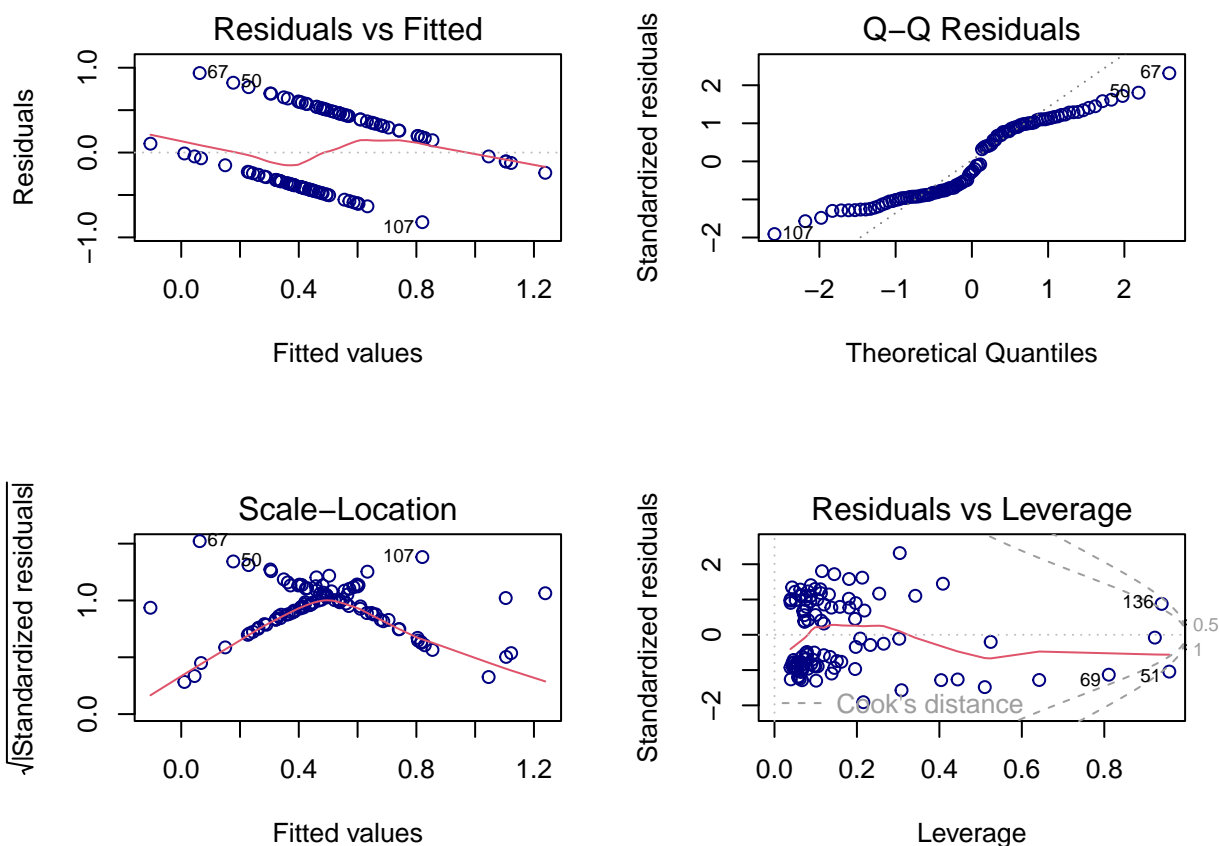 Residuals vs Fitted
Residuals
1.0
0.0
−1.0
67
50
107
0.0 0.4 0.8 1.2
Fitted values
Q−Q Residuals
Standardized residuals
2
1
0
−2
67
50
107
−2 −1 0 1 2
Theoretical Quantiles
Scale−Location
√|Standardized residuals|
1.0
0.0
67
50
107
0.0 0.4 0.8 1.2
Fitted values
Residuals vs Leverage
Standardized residuals
2
1
0
−2
136
0.5
1
69
51
Cook's distance
0.0 0.2 0.4 0.6 0.8
Leverage